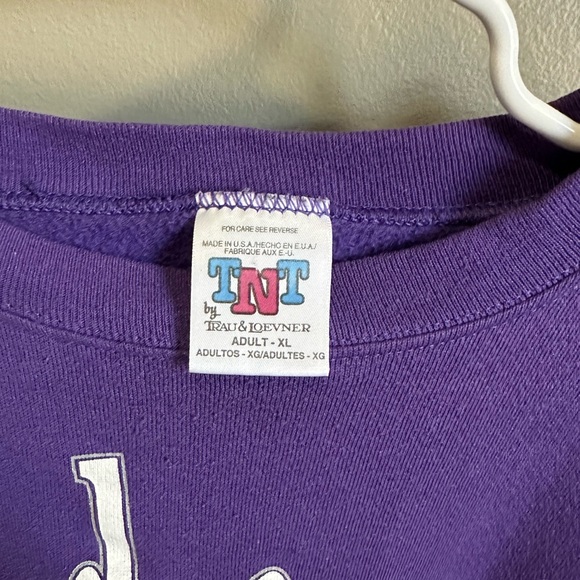 FOR CARE SEE REVERSE
MADE IN U.S.A./HECHO EN E.U.A./
FABRIQUE AUX E.-U.
TNT
by
TRAU & LOEVNER
ADULT - XL
ADULTOS - XG/ADULTES - XG
d